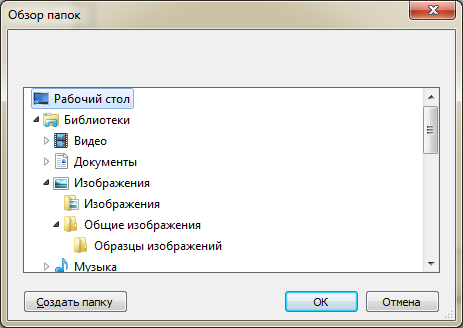 Обзор папок
Рабочий стол
Библиотеки
Видео
Документы
Изображения
Изображения
Общие изображения
Образцы изображений
Музыка
Создать папку
ОК
Отмена